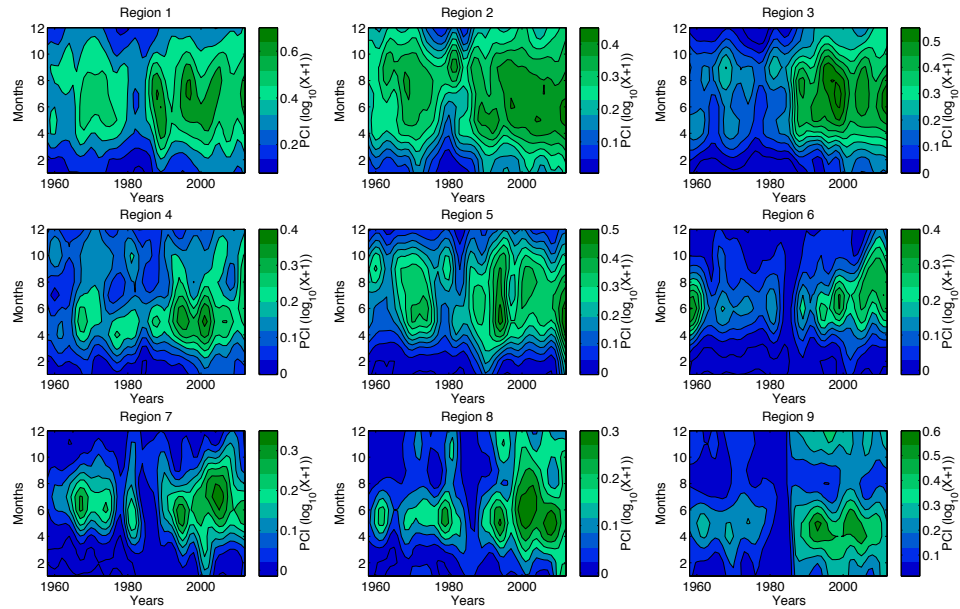 Region 1
Region 2
Region 3
12
10
8
6
4
2
Months
1960 1980 2000
Years
0.6
0.4
0.2
PCI (log10(X+1))
12
10
8
6
4
2
Months
1960 1980 2000
Years
0.4
0.3
0.2
0.1
PCI (log10(X+1))
12
10
8
6
4
2
Months
1960 1980 2000
Years
0.5
0.4
0.3
0.2
0.1
0
PCI (log10(X+1))
Region 4
Region 5
Region 6
12
10
8
6
4
2
Months
1960 1980 2000
Years
0.4
0.3
0.2
0.1
0
PCI (log10(X+1))
12
10
8
6
4
2
Months
1960 1980 2000
Years
0.5
0.4
0.3
0.2
0.1
0
PCI (log10(X+1))
12
10
8
6
4
2
Months
1960 1980 2000
Years
0.4
0.3
0.2
0.1
0
PCI (log10(X+1))
Region 7
Region 8
Region 9
12
10
8
6
4
2
Months
1960 1980 2000
Years
0.3
0.2
0.1
0
PCI (log10(X+1))
12
10
8
6
4
2
Months
1960 1980 2000
Years
0.3
0.2
0.1
0
PCI (log10(X+1))
12
10
8
6
4
2
Months
1960 1980 2000
Years
0.6
0.5
0.4
0.3
0.2
0.1
PCI (log10(X+1))